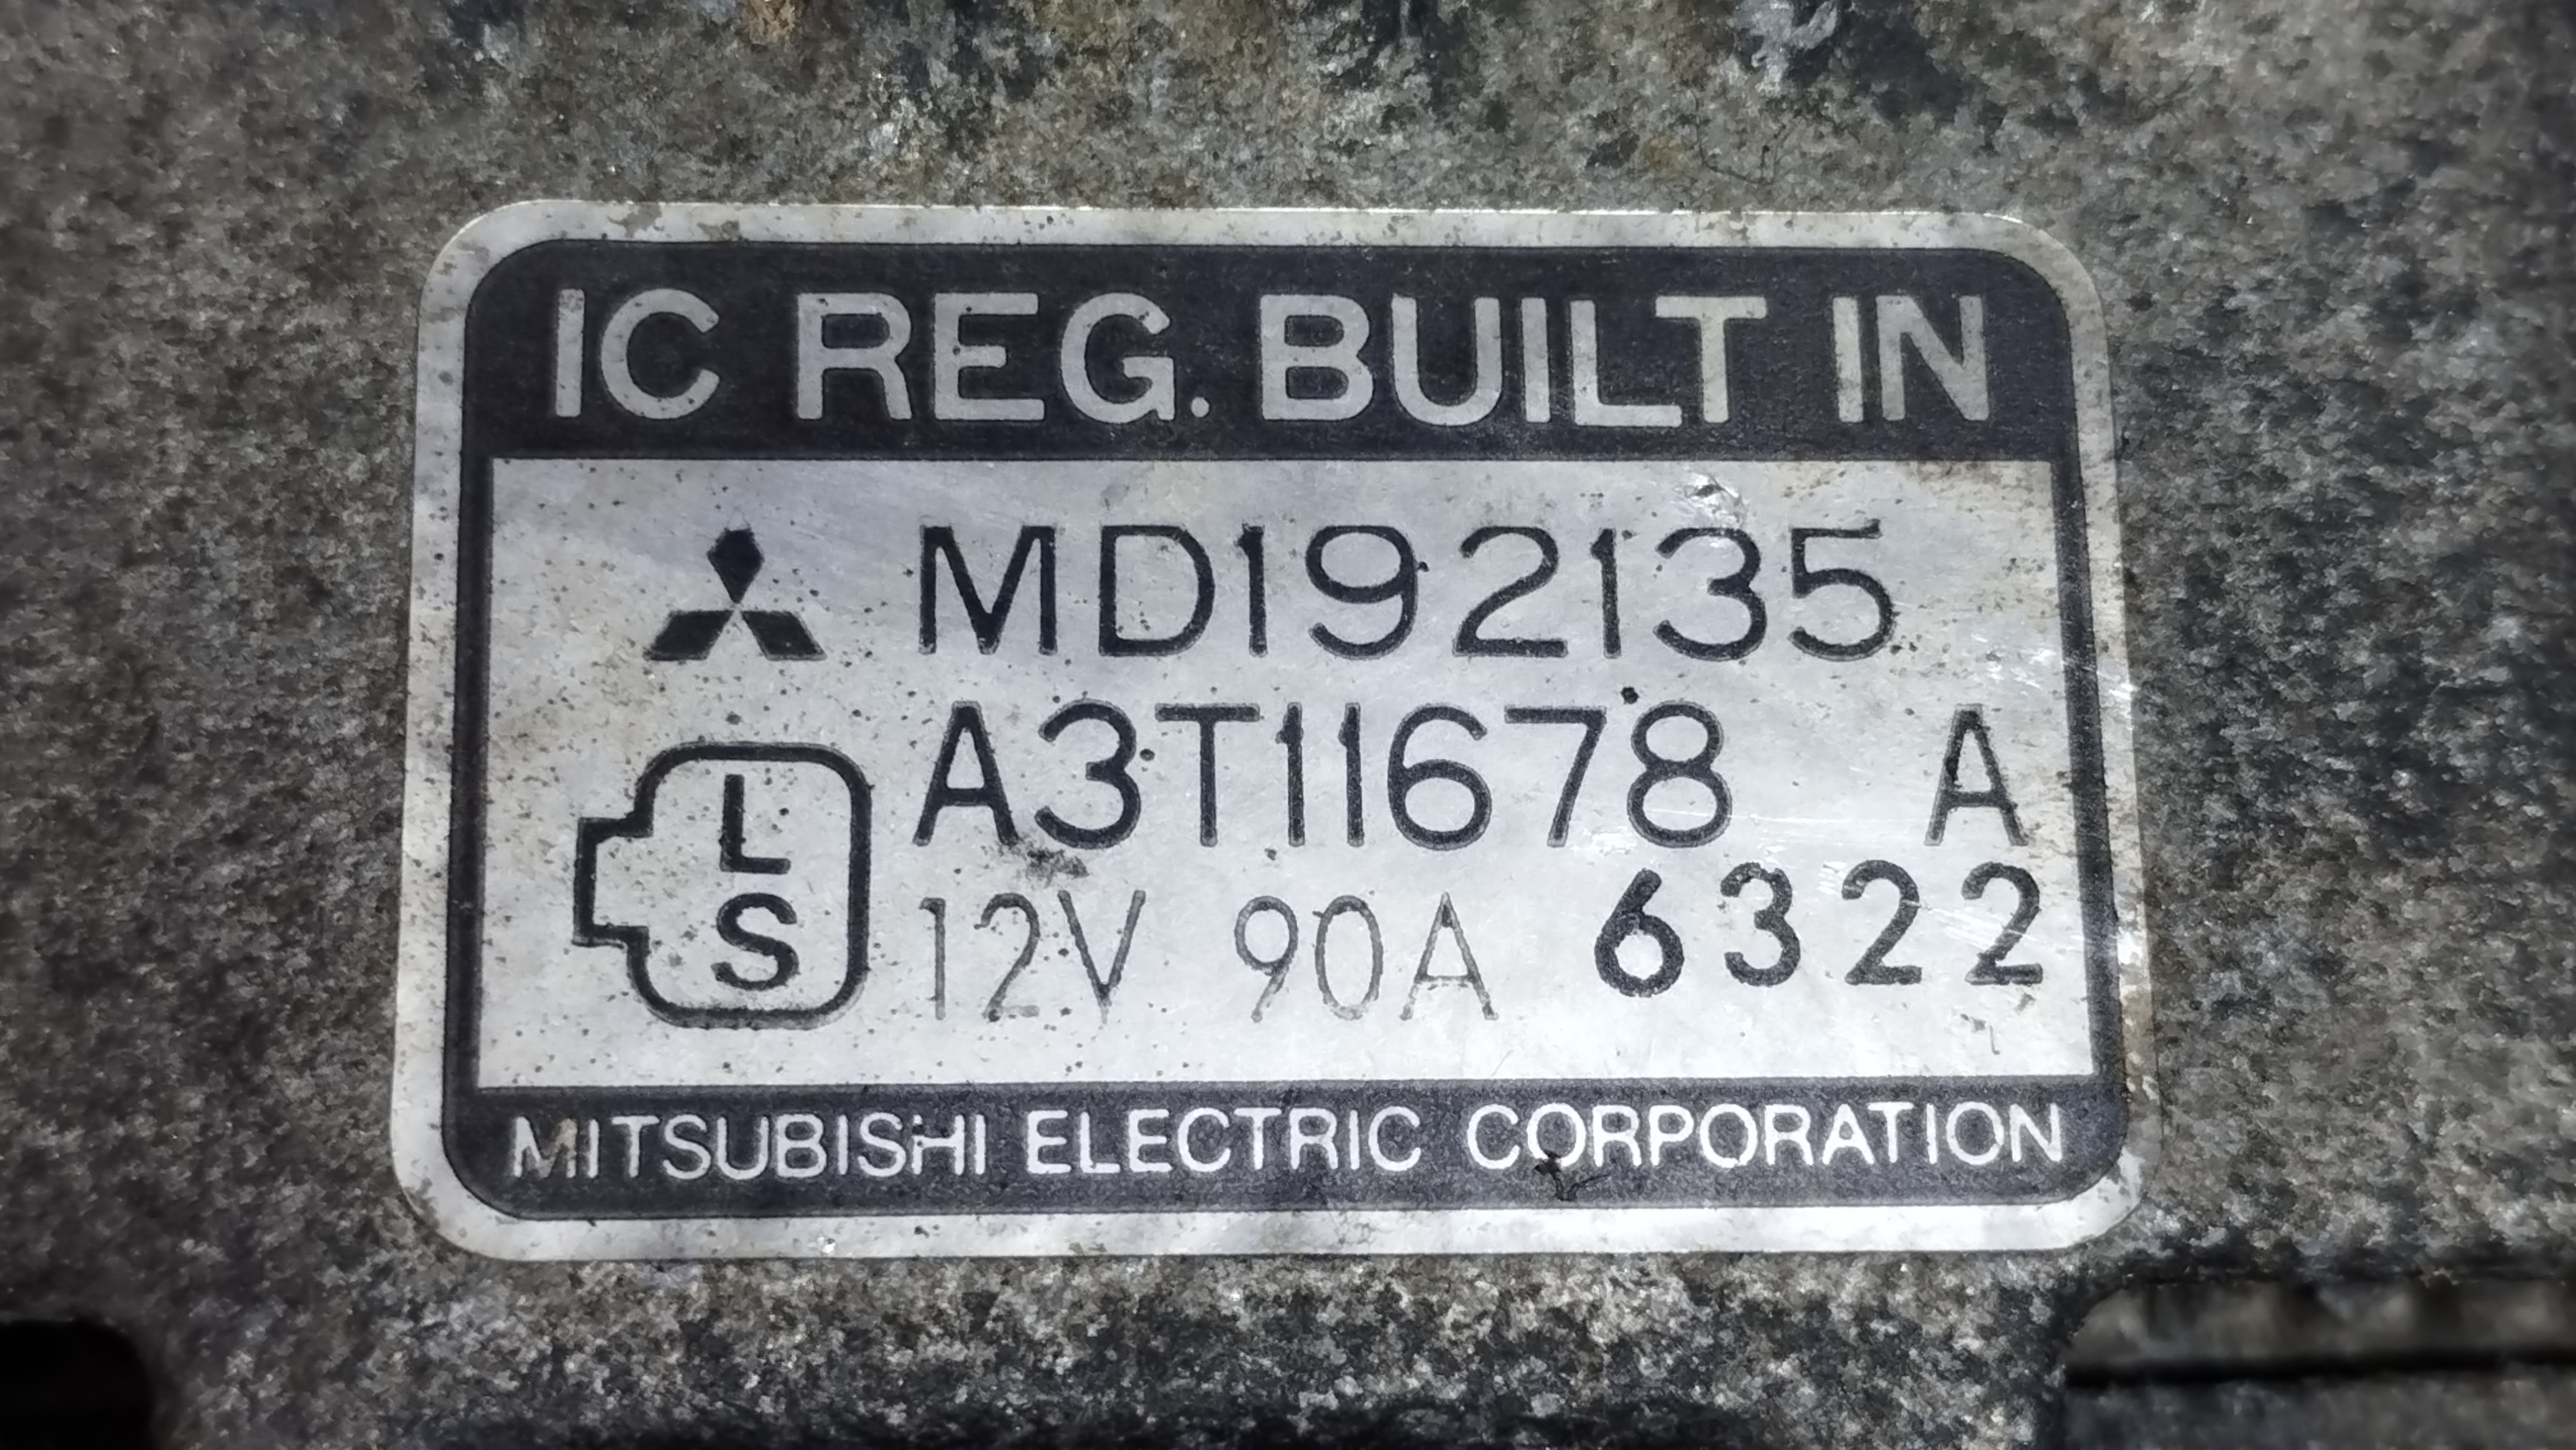 IC REG. BUILT IN
MD192135
A3T11678 A
L
S
12V 90A 6322
MITSUBISHI ELECTRIC CORPORATION